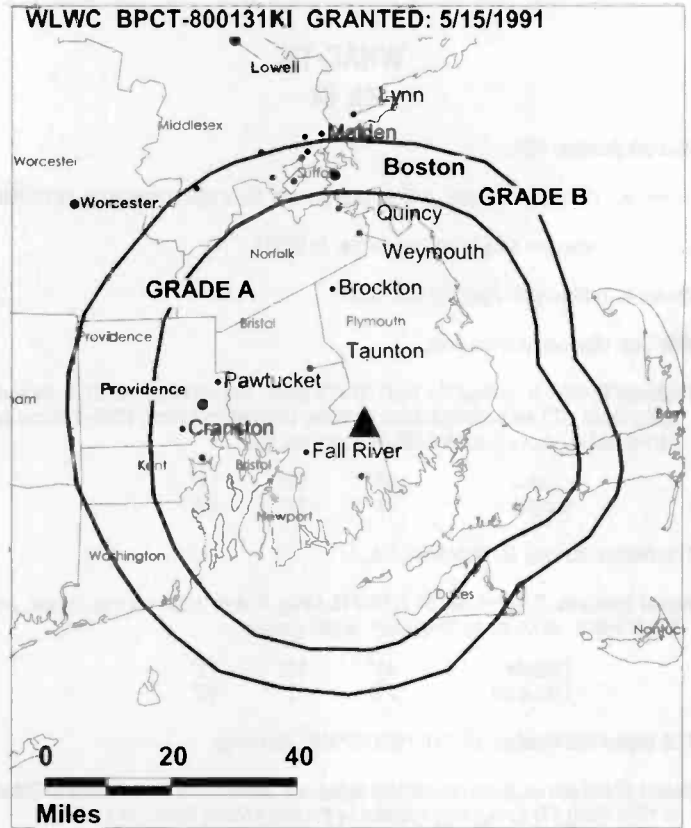 WLWC BPCT-800131KI GRANTED: 5/15/1991
Lowell
Lynn
Middlesex
Malden
Worcester
Boston
Suffolk
GRADE B
Worcester
Quincy
Norfolk
Weymouth
GRADE A
Brockton
Bristol
Plymouth
Providence
Taunton
Providence
Pawtucket
ham
Cranston
Fall River
Kent
Bristol
Newport
Washington
Dukes
0 20 40
Miles